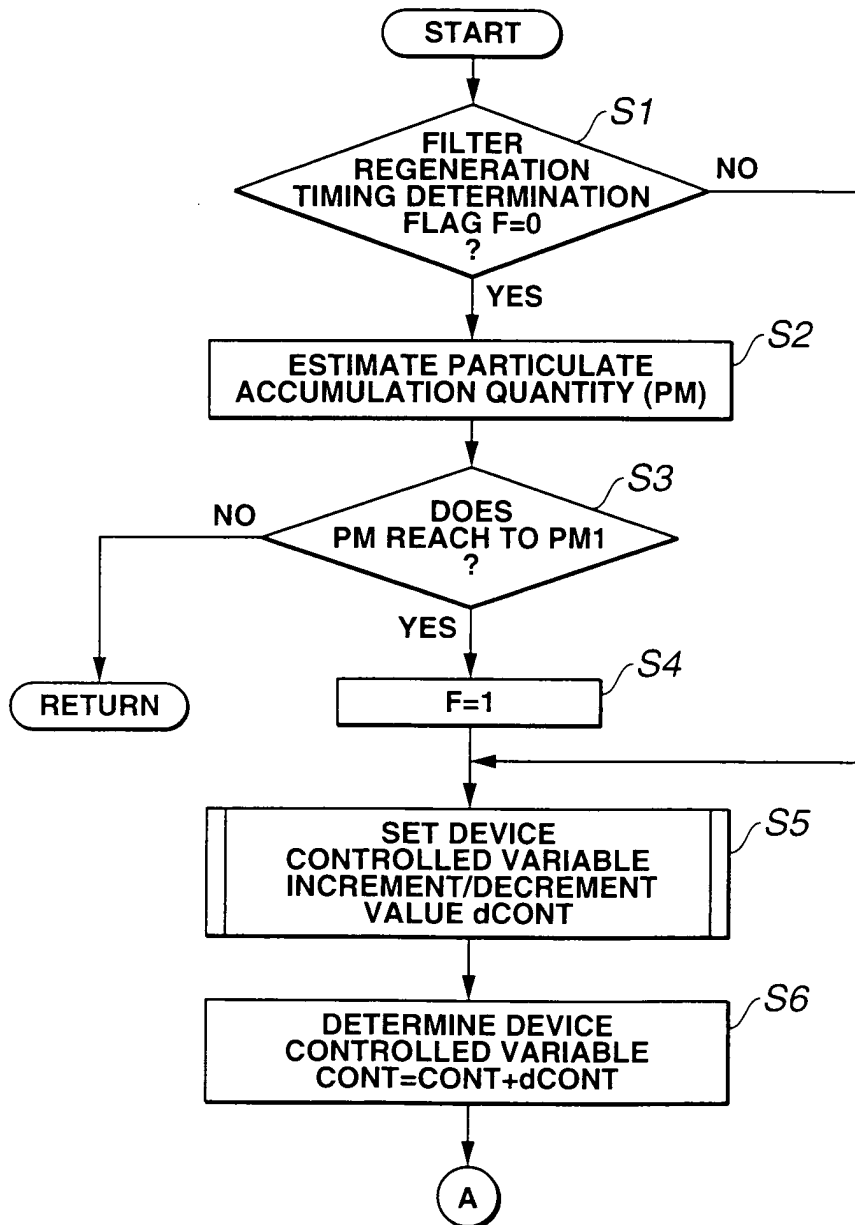 START
S1
FILTER
REGENERATION
TIMING DETERMINATION
FLAG F=0
?
NO
YES
S2
ESTIMATE PARTICULATE
ACCUMULATION QUANTITY (PM)
S3
DOES
PM REACH TO PM1
?
NO
YES
RETURN
S4
F=1
S5
SET DEVICE
CONTROLLED VARIABLE
INCREMENT/DECREMENT
VALUE dCONT
S6
DETERMINE DEVICE
CONTROLLED VARIABLE
CONT=CONT+dCONT
A